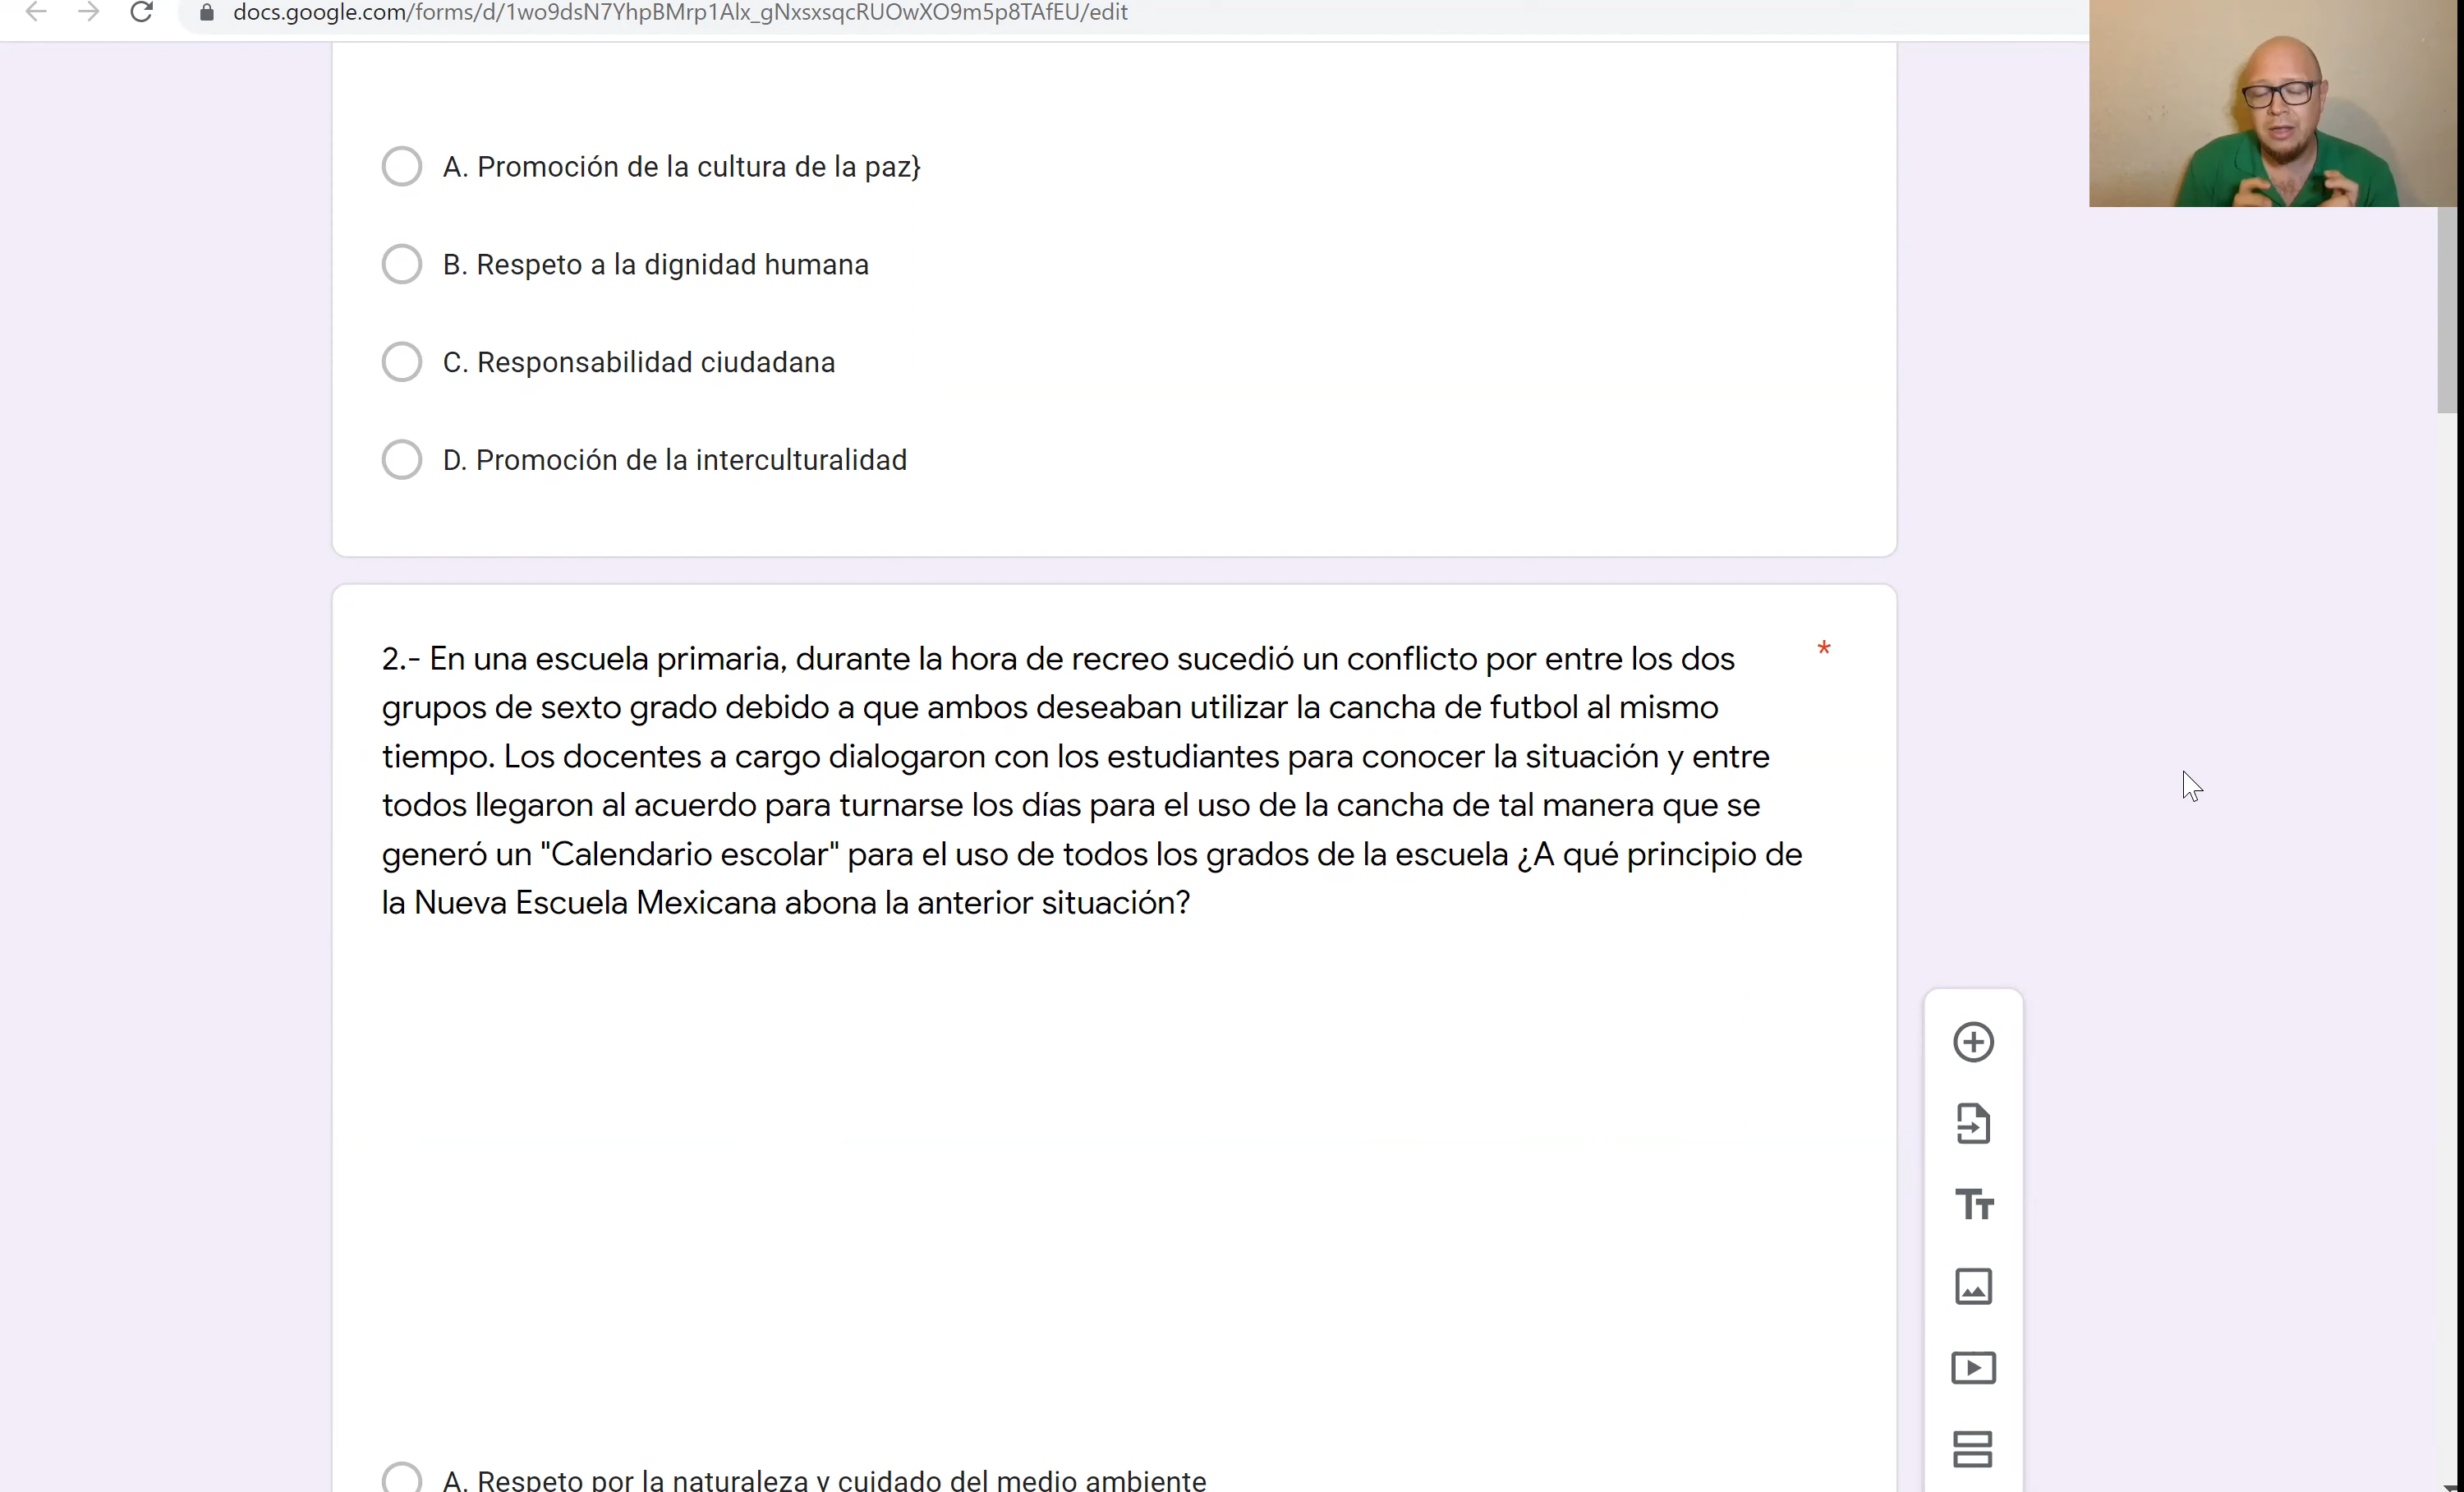 docs.google.com/forms/d/1wo9dsN7YhpBMrp1Alx_gNxsxsqcRUOwXO9m5p8TAfEU/edit
A. Promoción de la cultura de la paz}
B. Respeto a la dignidad humana
C. Responsabilidad ciudadana
D. Promoción de la interculturalidad
2.- En una escuela primaria, durante la hora de recreo sucedió un conflicto por entre los dos *
grupos de sexto grado debido a que ambos deseaban utilizar la cancha de futbol al mismo
tiempo. Los docentes a cargo dialogaron con los estudiantes para conocer la situación y entre
todos llegaron al acuerdo para turnarse los días para el uso de la cancha de tal manera que se
generó un "Calendario escolar" para el uso de todos los grados de la escuela ¿A qué principio de
la Nueva Escuela Mexicana abona la anterior situación?
Tт
A. Respeto por la naturaleza y cuidado del medio ambiente